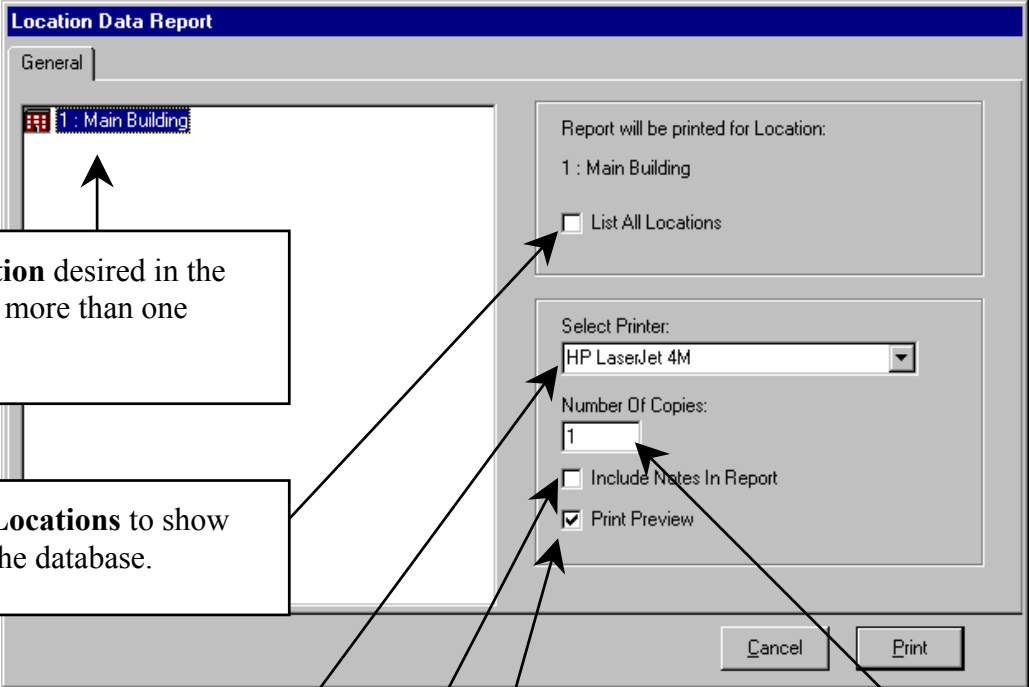 Location Data Report
General
1 : Main Building
Report will be printed for Location:
1 : Main Building
List All Locations
tion desired in the
more than one
Select Printer:
HP LaserJet 4M
Number Of Copies:
1
Include Notes In Report
Print Preview
Locations to show
he database.
Cancel
Print